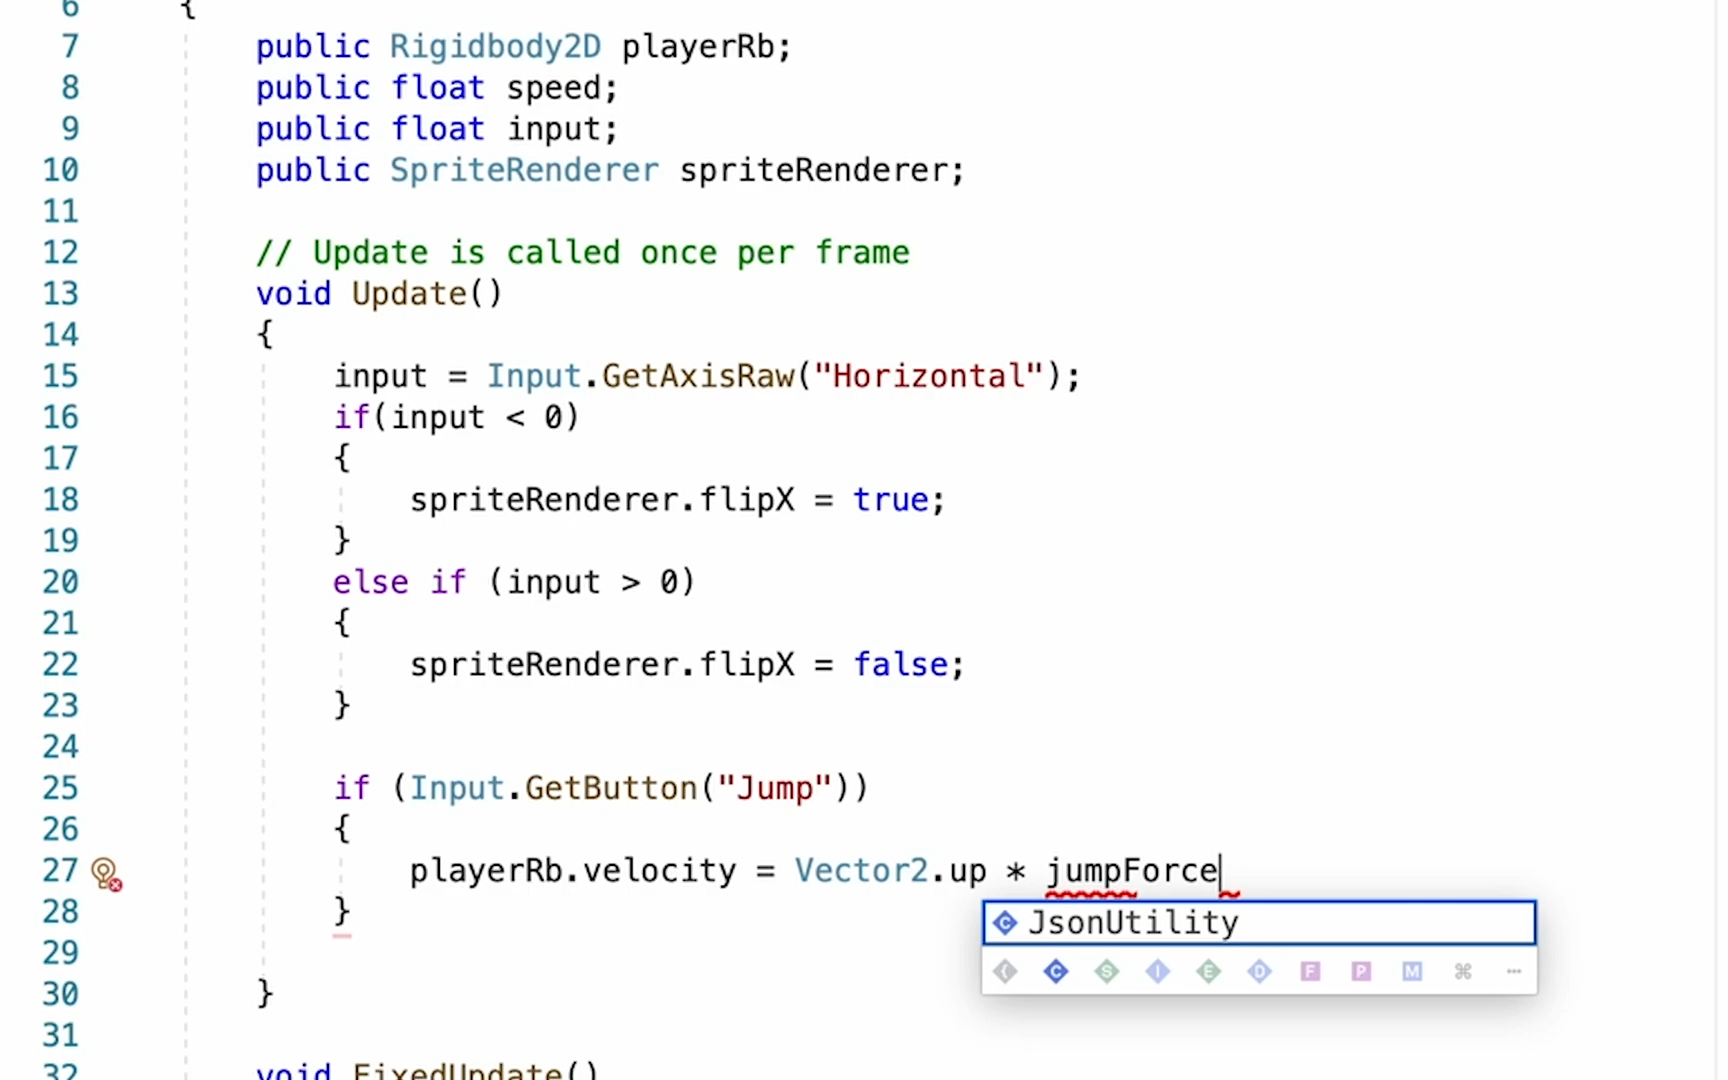 6 {
7 public Rigidbody2D playerRb;
8 public float speed;
9 public float input;
10 public SpriteRenderer spriteRenderer;
11
12 // Update is called once per frame
13 void Update()
14 {
15 input = Input.GetAxisRaw("Horizontal");
16 if(input < 0)
17 {
18 spriteRenderer.flipX = true;
19 }
20 else if (input > 0)
21 {
22 spriteRenderer.flipX = false;
23 }
24
25 if (Input.GetButton("Jump"))
26 {
27 playerRb.velocity = Vector2.up * jumpForce
28 }
C JsonUtility
{ C S I E D F P M ⌘ ...
29
30 }
31
32 void FixedUpdate()